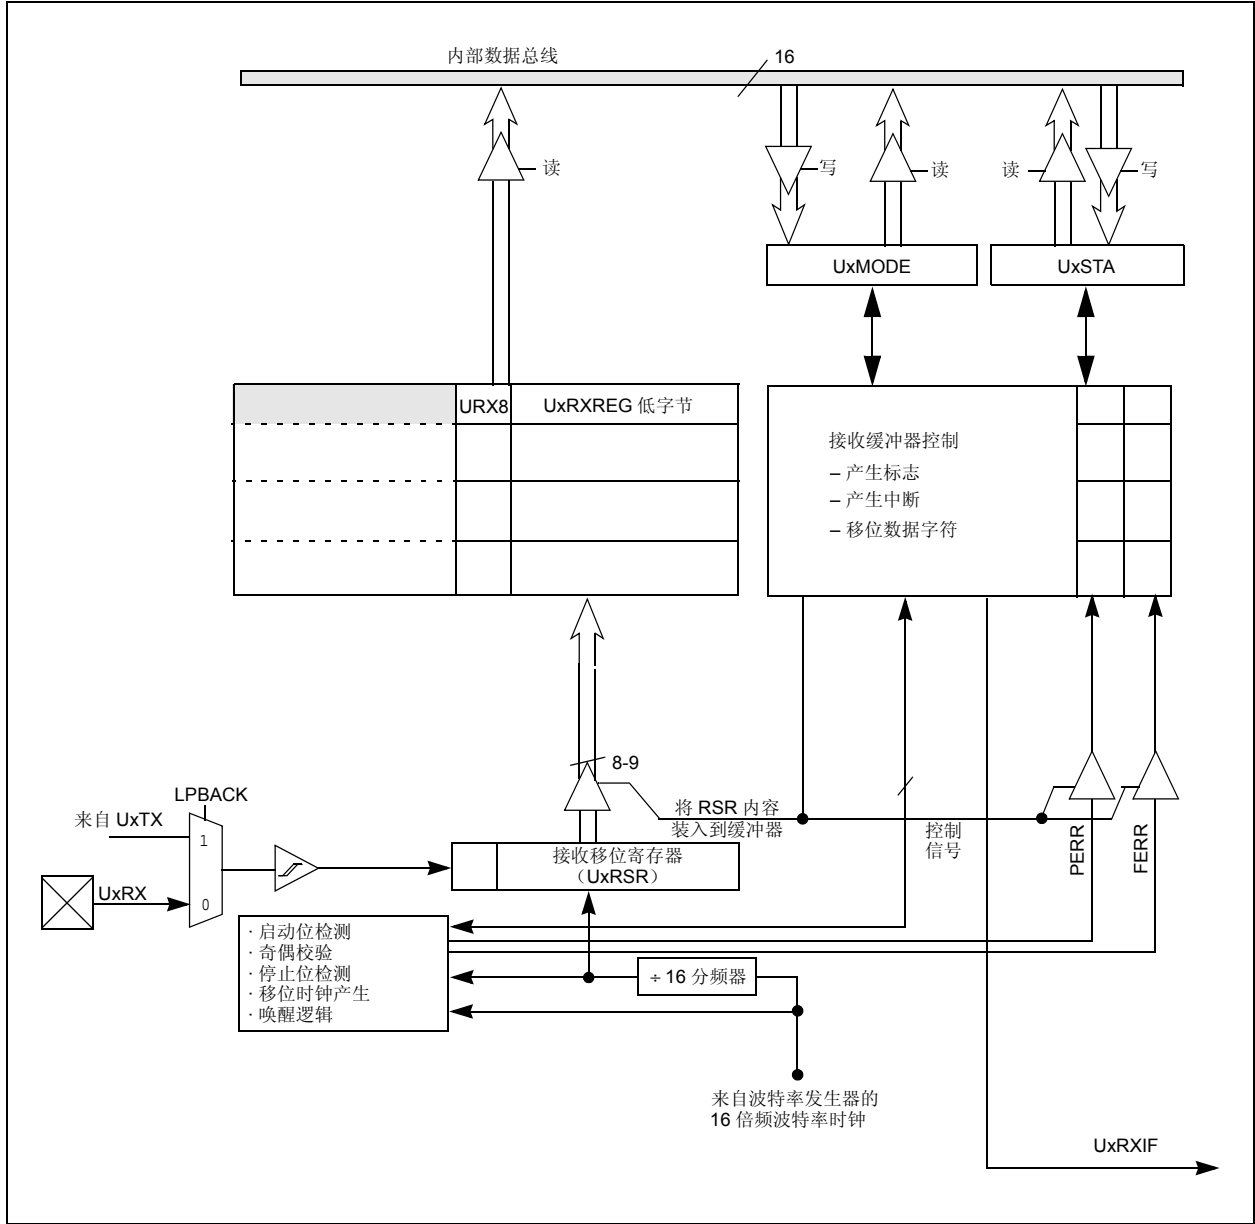 内部数据总线
16
读
写
读
读
写
UxMODE
UxSTA
URX8
UxRXREG 低字节
接收缓冲器控制
– 产生标志
– 产生中断
– 移位数据字符
8-9
LPBACK
来自 UxTX
1
将 RSR 内容
装入到缓冲器
控制
信号
PERR
FERR
接收移位寄存器
（UxRSR）
UxRX
0
· 启动位检测
· 奇偶校验
· 停止位检测
· 移位时钟产生
· 唤醒逻辑
÷ 16 分频器
来自波特率发生器的
16 倍频波特率时钟
UxRXIF